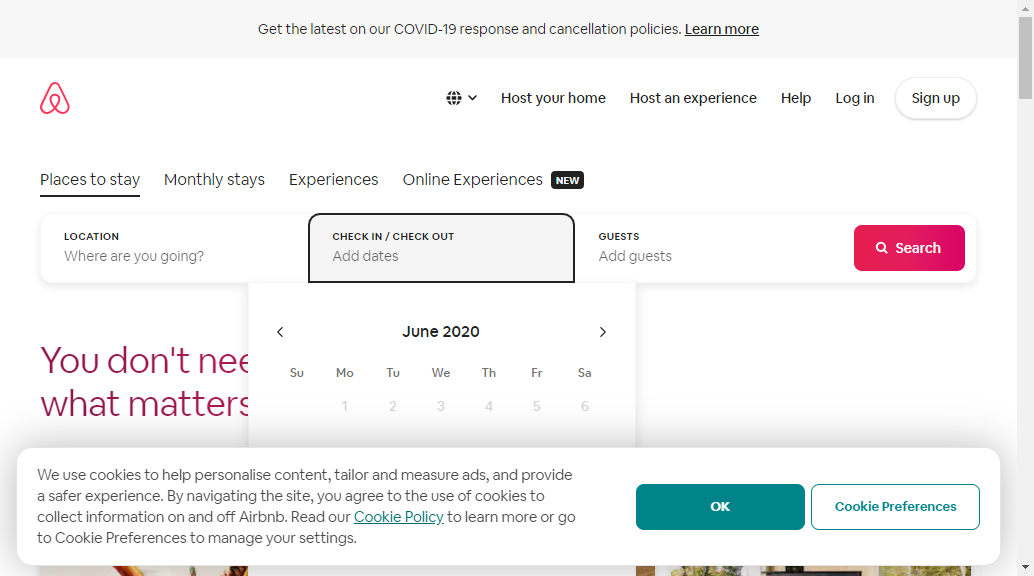 Get the latest on our COVID-19 response and cancellation policies. Learn more
Host your home
Host an experience
Help
Log in
Sign up
Places to stay
Monthly stays
Experiences
Online Experiences
NEW
LOCATION
Where are you going?
CHECK IN / CHECK OUT
Add dates
GUESTS
Add guests
Search
June 2020
Su Mo Tu We Th Fr Sa
1 2 3 4 5 6
You don't nee
what matters
We use cookies to help personalise content, tailor and measure ads, and provide
a safer experience. By navigating the site, you agree to the use of cookies to
collect information on and off Airbnb. Read our Cookie Policy to learn more or go
to Cookie Preferences to manage your settings.
OK
Cookie Preferences